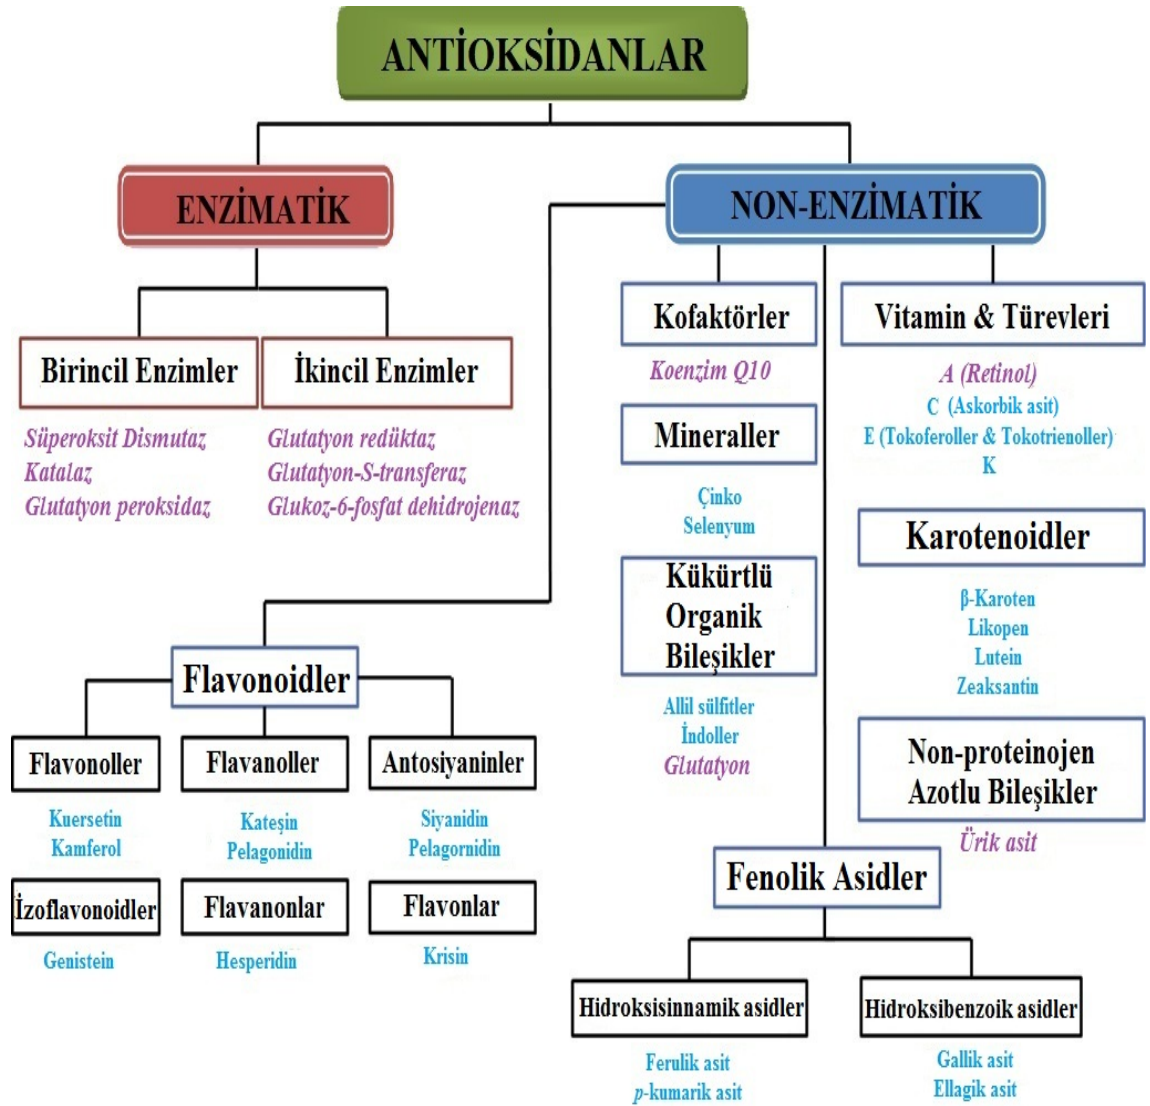 ANTİOKSİDANLAR
ENZİMATİK
NON-ENZİMATİK
Birincil Enzimler
Süperoksit Dismutaz
Katalaz
Glutatyon peroksidaz
İkincil Enzimler
Glutatyon redüktaz
Glutatyon-S-transferaz
Glukoz-6-fosfat dehidrojenaz
Kofaktörler
Koenzim Q10
Mineraller
Çinko
Selenyum
Kükürtlü
Organik
Bileşikler
Allil sülfitler
İndoller
Glutatyon
Vitamin & Türevleri
A (Retinol)
C (Askorbik asit)
E (Tokoferoller & Tokotrienoller)
K
Karotenoidler
β-Karoten
Likopen
Lutein
Zeaksantin
Non-proteinojen
Azotlu Bileşikler
Ürik asit
Flavonoidler
Flavonoller
Kuersetin
Kamferol
Flavanoller
Kateşin
Pelagonidin
Antosiyaninler
Siyanidin
Pelagornidin
İzoflavonoidler
Genistein
Flavanonlar
Hesperidin
Flavonlar
Krisin
Fenolik Asidler
Hidroksisinnamik asidler
Ferulik asit
p-kumarik asit
Hidroksibenzoik asidler
Gallik asit
Ellagik asit